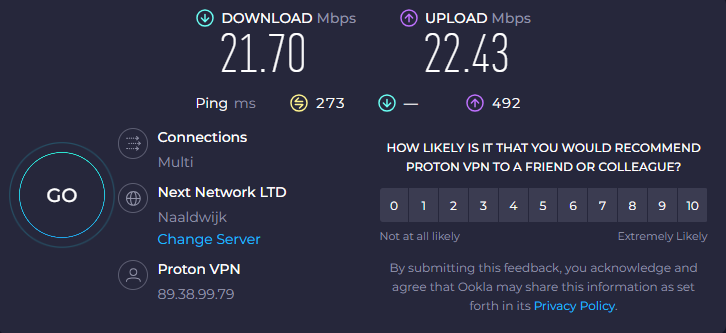 DOWNLOAD Mbps
21.70
UPLOAD Mbps
22.43
Ping ms 273 — 492
GO
Connections
Multi
Next Network LTD
Naaldwijk
Change Server
Proton VPN
89.38.99.79
HOW LIKELY IS IT THAT YOU WOULD RECOMMEND
PROTON VPN TO A FRIEND OR COLLEAGUE?
0 1 2 3 4 5 6 7 8 9 10
Not at all likely Extremely Likely
By submitting this feedback, you acknowledge and
agree that Ookla may share this information as set
forth in its Privacy Policy.